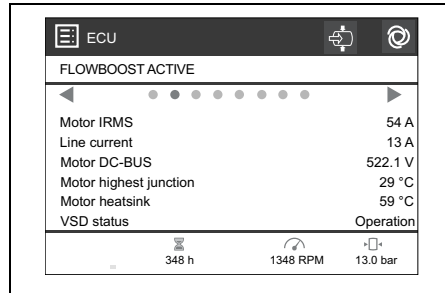 ECU
FLOWBOOST ACTIVE
Motor IRMS 54 A
Line current 13 A
Motor DC-BUS 522.1 V
Motor highest junction 29 °C
Motor heatsink 59 °C
VSD status Operation
348 h 1348 RPM 13.0 bar